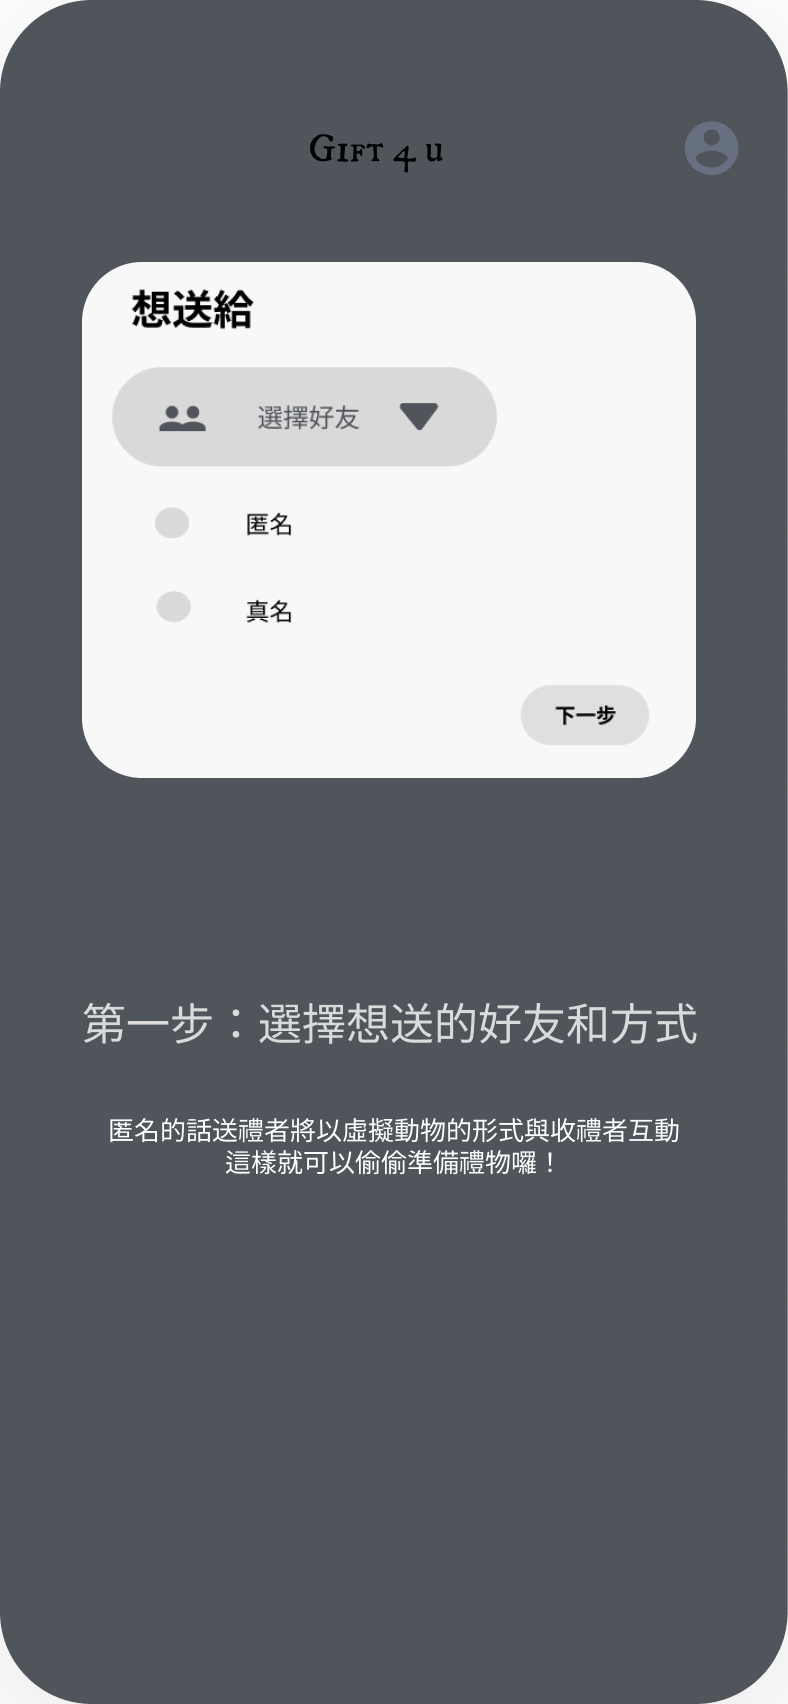 Gift 4 u
想送給
選擇好友
匿名
真名
下一步
第一步：選擇想送的好友和方式
匿名的話送禮者將以虛擬動物的形式與收禮者互動
這樣就可以偷偷準備禮物囉！